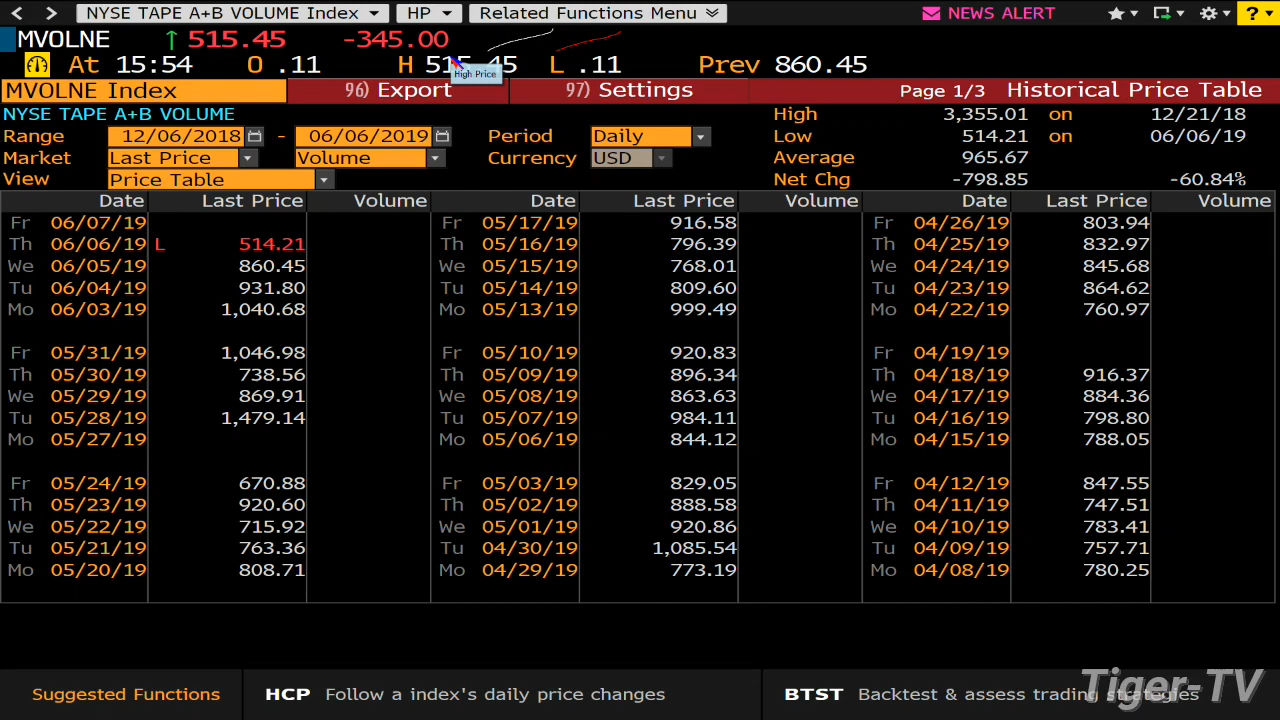 NYSE TAPE A+B VOLUME Index HP Related Functions Menu NEWS ALERT ?
MVOLNE ↑ 515.45 -345.00
At 15:54 O .11 H 515.45 L .11 Prev 860.45
High Price
MVOLNE Index 96) Export 97) Settings Page 1/3 Historical Price Table
NYSE TAPE A+B VOLUME High 3,355.01 on 12/21/18
Range 12/06/2018 - 06/06/2019 Period Daily Low 514.21 on 06/06/19
Market Last Price Volume Currency USD Average 965.67
View Price Table Net Chg -798.85 -60.84%
Date Last Price Volume Date Last Price Volume Date Last Price Volume
Fr 06/07/19 Fr 05/17/19 916.58 Fr 04/26/19 803.94
Th 06/06/19 L 514.21 Th 05/16/19 796.39 Th 04/25/19 832.97
We 06/05/19 860.45 We 05/15/19 768.01 We 04/24/19 845.68
Tu 06/04/19 931.80 Tu 05/14/19 809.60 Tu 04/23/19 864.62
Mo 06/03/19 1,040.68 Mo 05/13/19 999.49 Mo 04/22/19 760.97
Fr 05/31/19 1,046.98 Fr 05/10/19 920.83 Fr 04/19/19
Th 05/30/19 738.56 Th 05/09/19 896.34 Th 04/18/19 916.37
We 05/29/19 869.91 We 05/08/19 863.63 We 04/17/19 884.36
Tu 05/28/19 1,479.14 Tu 05/07/19 984.11 Tu 04/16/19 798.80
Mo 05/27/19 Mo 05/06/19 844.12 Mo 04/15/19 788.05
Fr 05/24/19 670.88 Fr 05/03/19 829.05 Fr 04/12/19 847.55
Th 05/23/19 920.60 Th 05/02/19 888.58 Th 04/11/19 747.51
We 05/22/19 715.92 We 05/01/19 920.86 We 04/10/19 783.41
Tu 05/21/19 763.36 Tu 04/30/19 1,085.54 Tu 04/09/19 757.71
Mo 05/20/19 808.71 Mo 04/29/19 773.19 Mo 04/08/19 780.25
Suggested Functions HCP Follow a index's daily price changes BTST Backtest & assess trading strategies
Tiger-TV